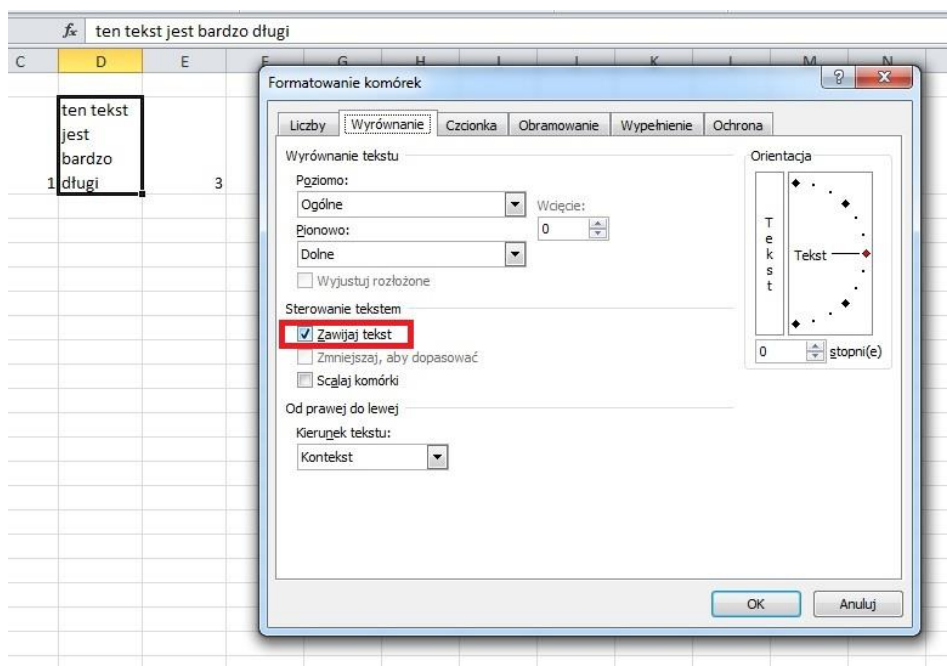 fx ten tekst jest bardzo długi
C D E F G H I J K L M N
ten tekst
jest
bardzo
1 długi 3
Formatowanie komórek
Liczby Wyrównanie Czcionka Obramowanie Wypełnienie Ochrona
Wyrównanie tekstu
Poziomo:
Ogólne
Wcięcie:
Pionowo:
0
Dolne
Wyjustuj rozłożone
Sterowanie tekstem
Zawijaj tekst
Zmniejszaj, aby dopasować
Scalaj komórki
Od prawej do lewej
Kierunek tekstu:
Kontekst
Orientacja
Tekst
Tekst
0 stopni(e)
OK Anuluj